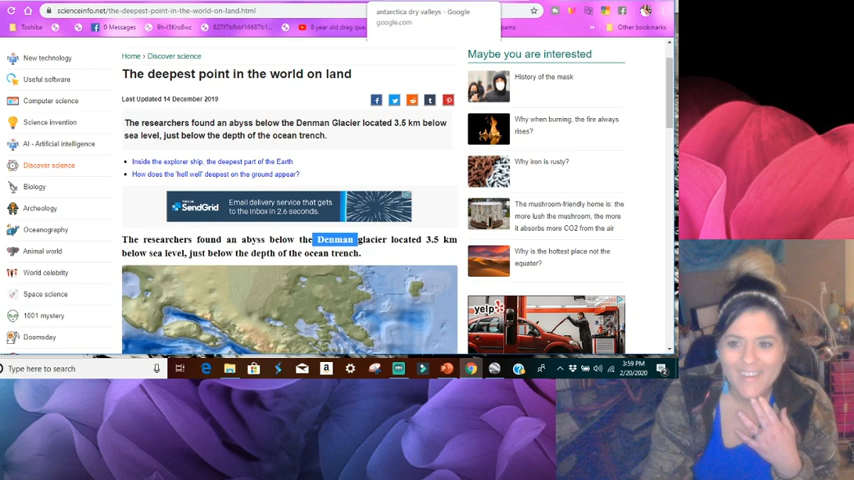 antarctica dry valleys - Google
google.com
scienceinfo.net/the-deepest-point-in-the-world-on-land.html
Toshiba
0 Messages
9h-I5Kro8wc
827f7bfbbf16687b1...
8 year old drag que
pams
Other bookmarks
New technology
Useful software
Computer science
Science invention
AI - Artificial intelligence
Discover science
Biology
Archeology
Oceanography
Animal world
World celebrity
Space science
1001 mystery
Doomsday
Home › Discover science
The deepest point in the world on land
Last Updated 14 December 2019
The researchers found an abyss below the Denman Glacier located 3.5 km below
sea level, just below the depth of the ocean trench.
Inside the explorer ship, the deepest part of the Earth
How does the 'hell well' deepest on the ground appear?
SendGrid
Email delivery service that gets
to the inbox in 2.6 seconds.
The researchers found an abyss below the Denman glacier located 3.5 km
below sea level, just below the depth of the ocean trench.
Maybe you are interested
History of the mask
Why when burning, the fire always
rises?
Why iron is rusty?
The mushroom-friendly home is: the
more lush the mushroom, the more
it absorbs more CO2 from the air
Why is the hottest place not the
equator?
yelp
Type here to search
3:59 PM
2/20/2020